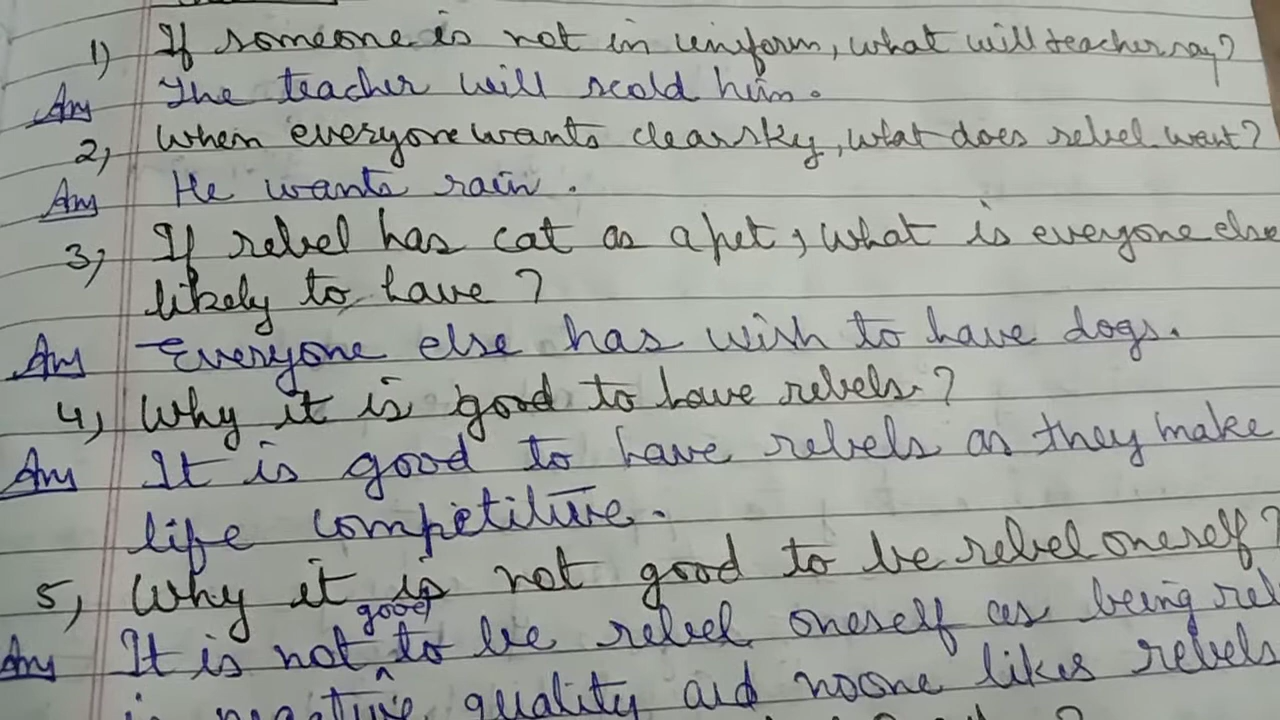 1) If someone is not in uniform, what will teacher say?
Ans The teacher will scold him.
2, When everyone wants clear sky, what does rebel want?
Ans He wants rain.
3, If rebel has cat as a pet, what is everyone else
likely to have?
Ans Everyone else has wish to have dogs.
4, Why it is good to have rebels.?
Ans It is good to have rebels as they make
life competitive.
5, Why it is not good to be rebel oneself?
good
Ans It is not ^ to be rebel oneself as being rel
is negative quality and noone likes rebels